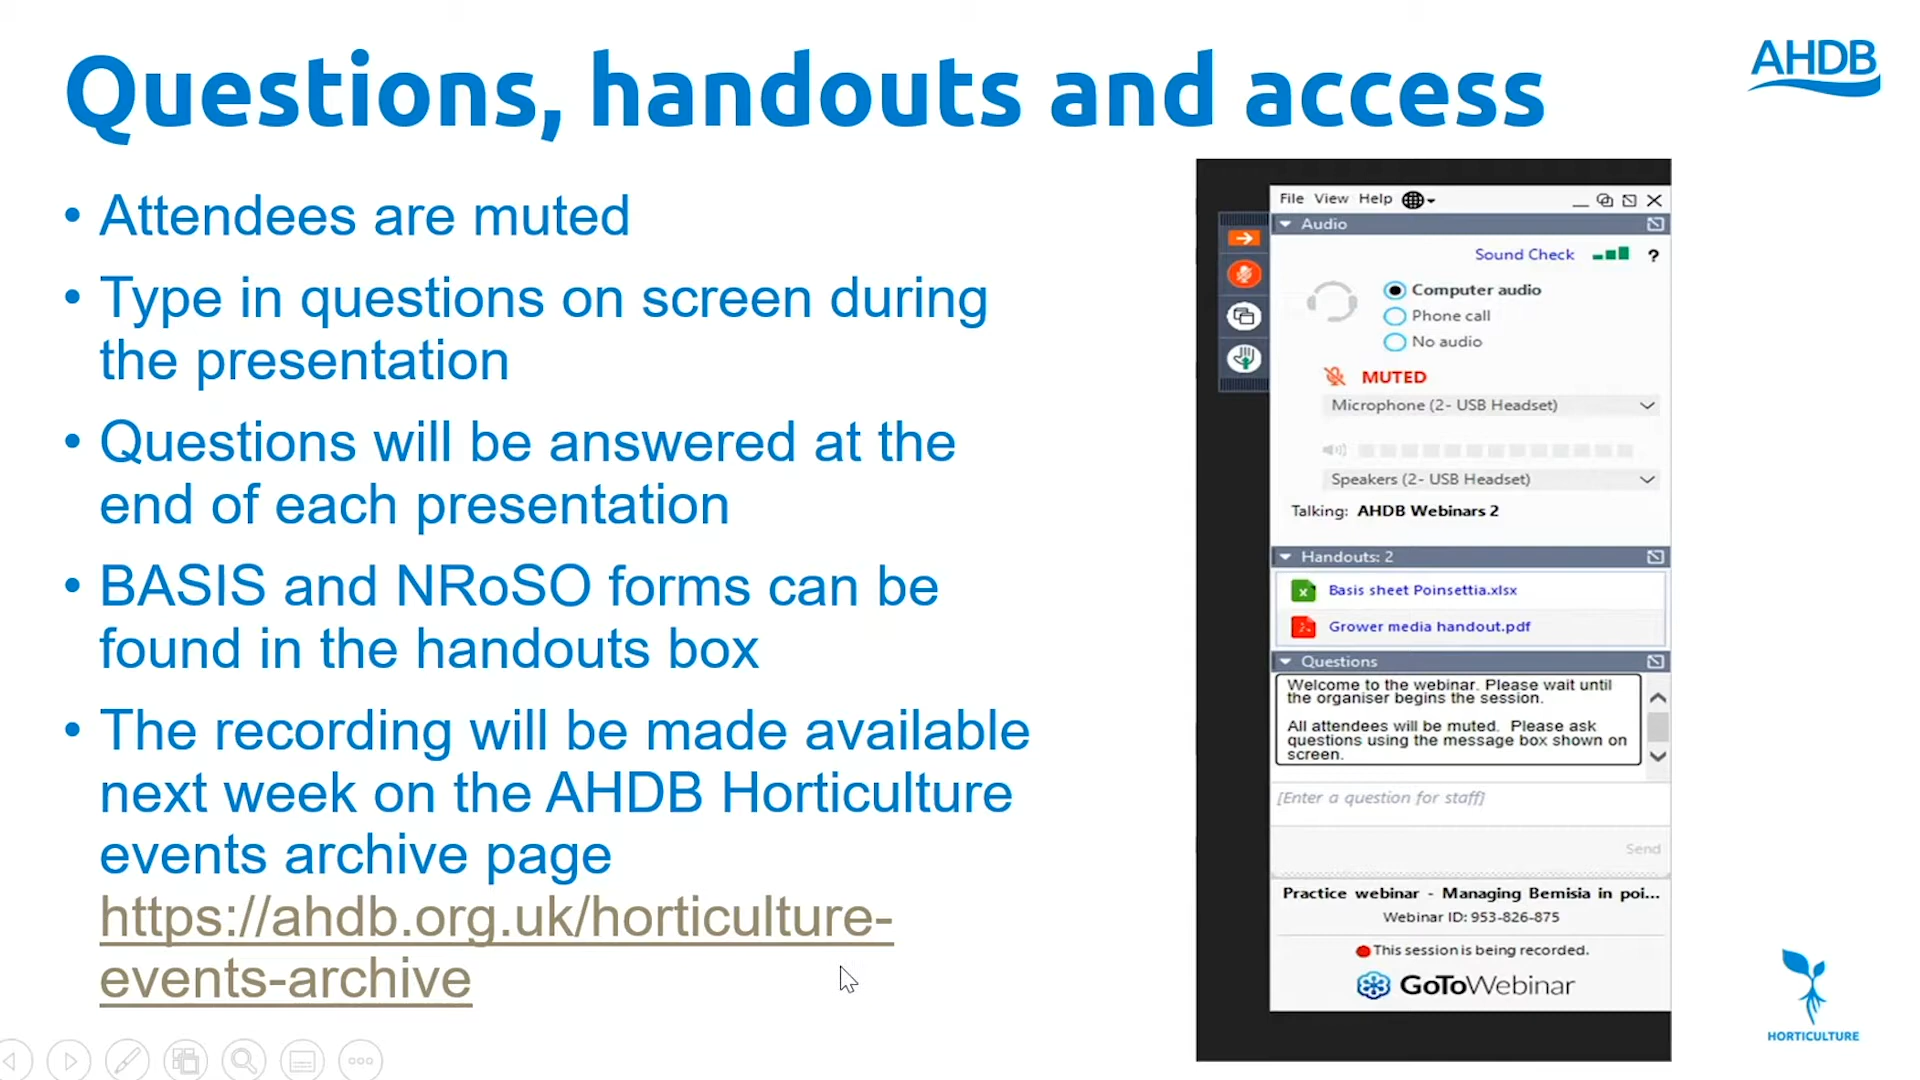 Questions, handouts and access
AHDB
• Attendees are muted
• Type in questions on screen during
the presentation
• Questions will be answered at the
end of each presentation
• BASIS and NRoSO forms can be
found in the handouts box
• The recording will be made available
next week on the AHDB Horticulture
events archive page
https://ahdb.org.uk/horticulture-
events-archive
File View Help
Audio
Sound Check ?
Computer audio
Phone call
No audio
MUTED
Microphone (2- USB Headset)
Speakers (2- USB Headset)
Talking: AHDB Webinars 2
Handouts: 2
Basis sheet Poinsettia.xlsx
Grower media handout.pdf
Questions
Welcome to the webinar. Please wait until
the organiser begins the session.
All attendees will be muted. Please ask
questions using the message box shown on
screen.
[Enter a question for staff]
Send
Practice webinar - Managing Bemisia in poi...
Webinar ID: 953-826-875
This session is being recorded.
GoToWebinar
HORTICULTURE